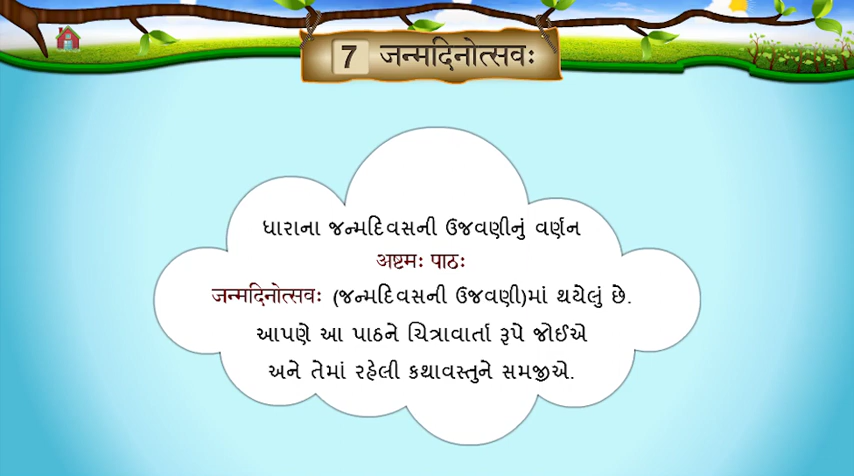 7 जन्मदिनोत्सवः
ધારાના જન્મદિવસની ઉજવણીનું વર્ણન
अष्टमः पाठः
जन्मदिनोत्सवः (જન્મદિવસની ઉજવણી)માં થયેલું છે.
આપણે આ પાઠને ચિત્રાવાર્તા રૂપે જોઈએ
અને તેમાં રહેલી કથાવસ્તુને સમજીએ.